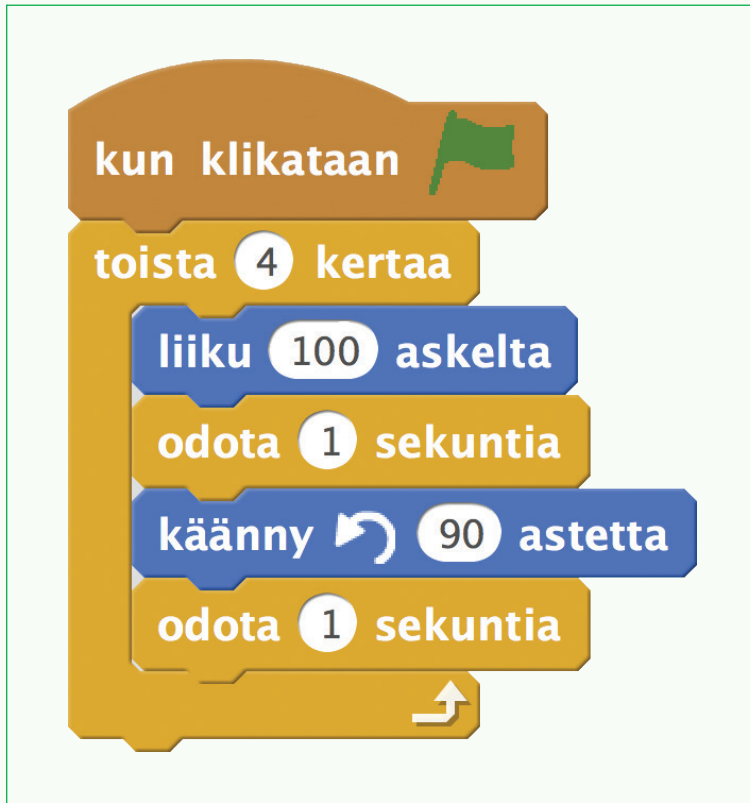 kun klikataan
toista 4 kertaa
liiku 100 askelta
odota 1 sekuntia
käänny 90 astetta
odota 1 sekuntia